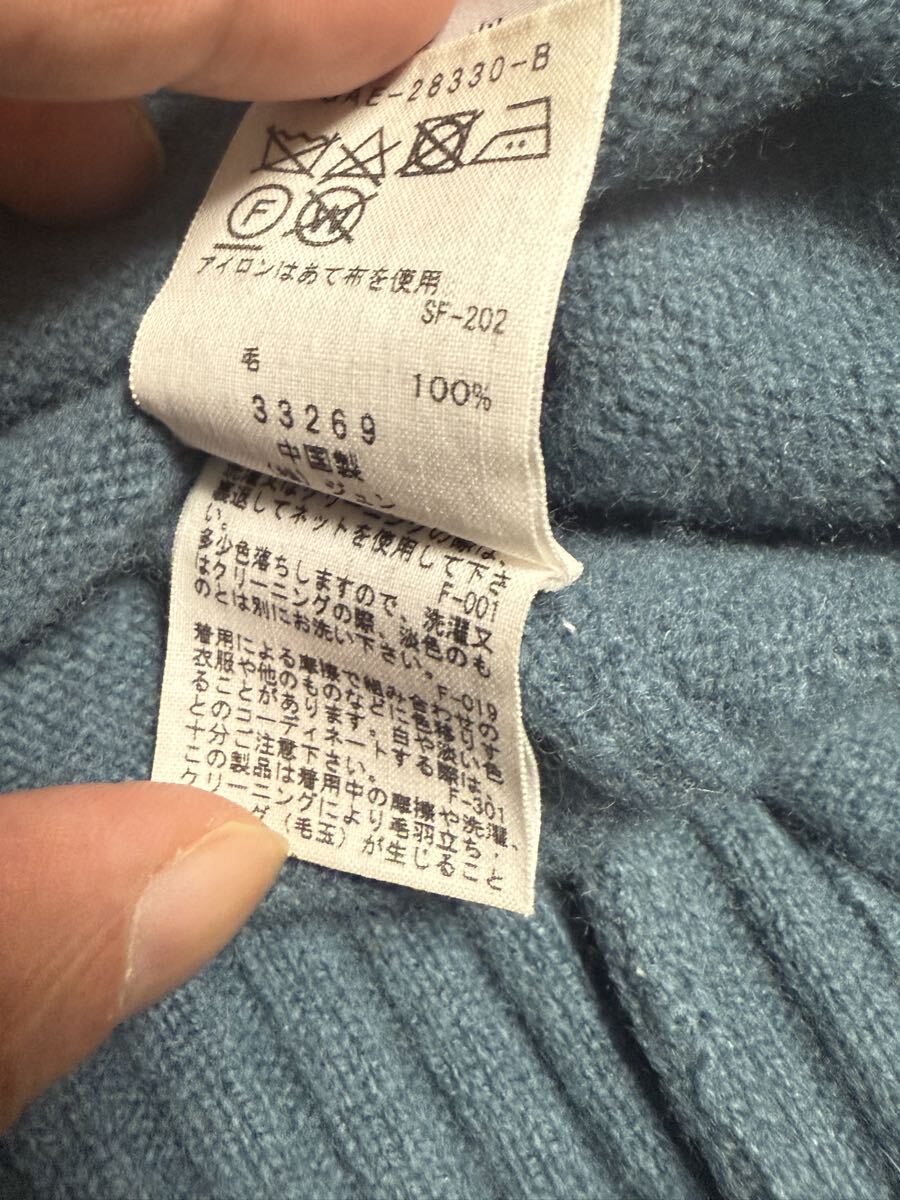 AE-28330-B
F
W
アイロンはあて布を使用
SF-202
毛 100%
33269
中国製
ジュン
裏返してネットを使用して下さ
い。 F-001
多少色落ちしますので、洗濯又
はクリーニングの際、淡色のも
のとは別にお洗い下さい。
F-019
着用による摩擦で組み合わせの
衣服や他のものなどに色移りす
ることがあります。白や淡い色
とのコーディネートする際は、
十分ご注意下さい。 F-301
この製品は着用中の摩擦や洗濯、
クリーニングにより毛羽立ち・
グ(毛玉)が生じること